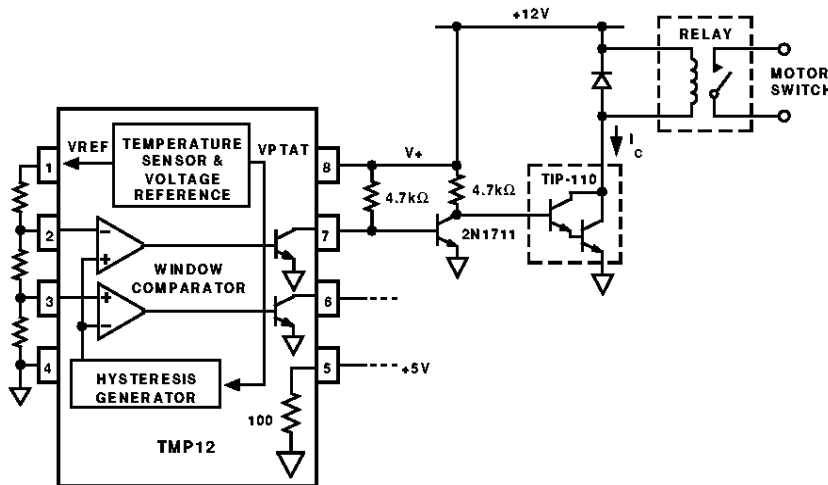 +12V
RELAY
MOTOR
SWITCH
I C
TIP-110
V+
4.7kΩ
4.7kΩ
2N1711
VREF
TEMPERATURE
SENSOR &
VOLTAGE
REFERENCE
VPTAT
1
2
3
4
8
7
6
5
WINDOW
COMPARATOR
HYSTERESIS
GENERATOR
100
+5V
TMP12